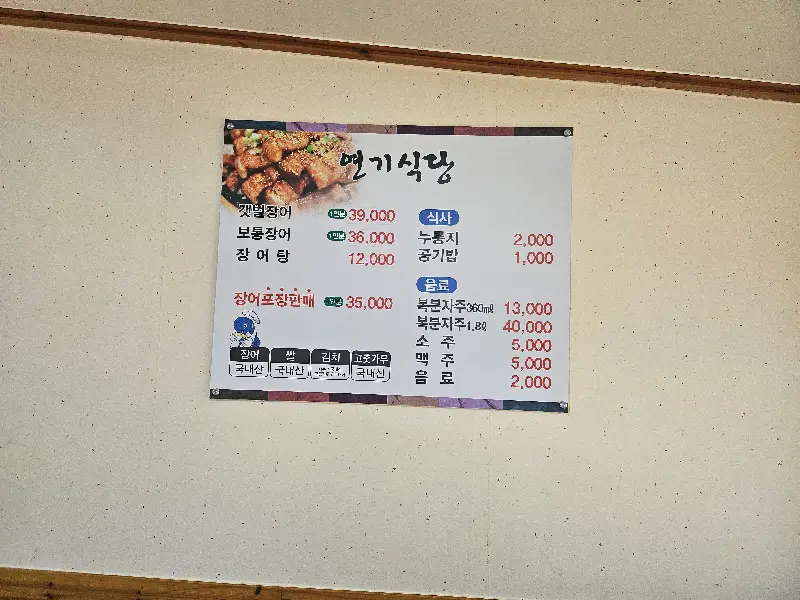 연기식당
갯벌장어 1인분 39,000
보통장어 1인분 36,000
장어탕 12,000
장어포장판매 1인분 35,000
장어 쌀 김치 고춧가루
국내산 국내산 국내산
식사
누룽지 2,000
공기밥 1,000
음료
복분자주360㎖ 13,000
복분자주1.8ℓ 40,000
소주 5,000
맥주 5,000
음료 2,000